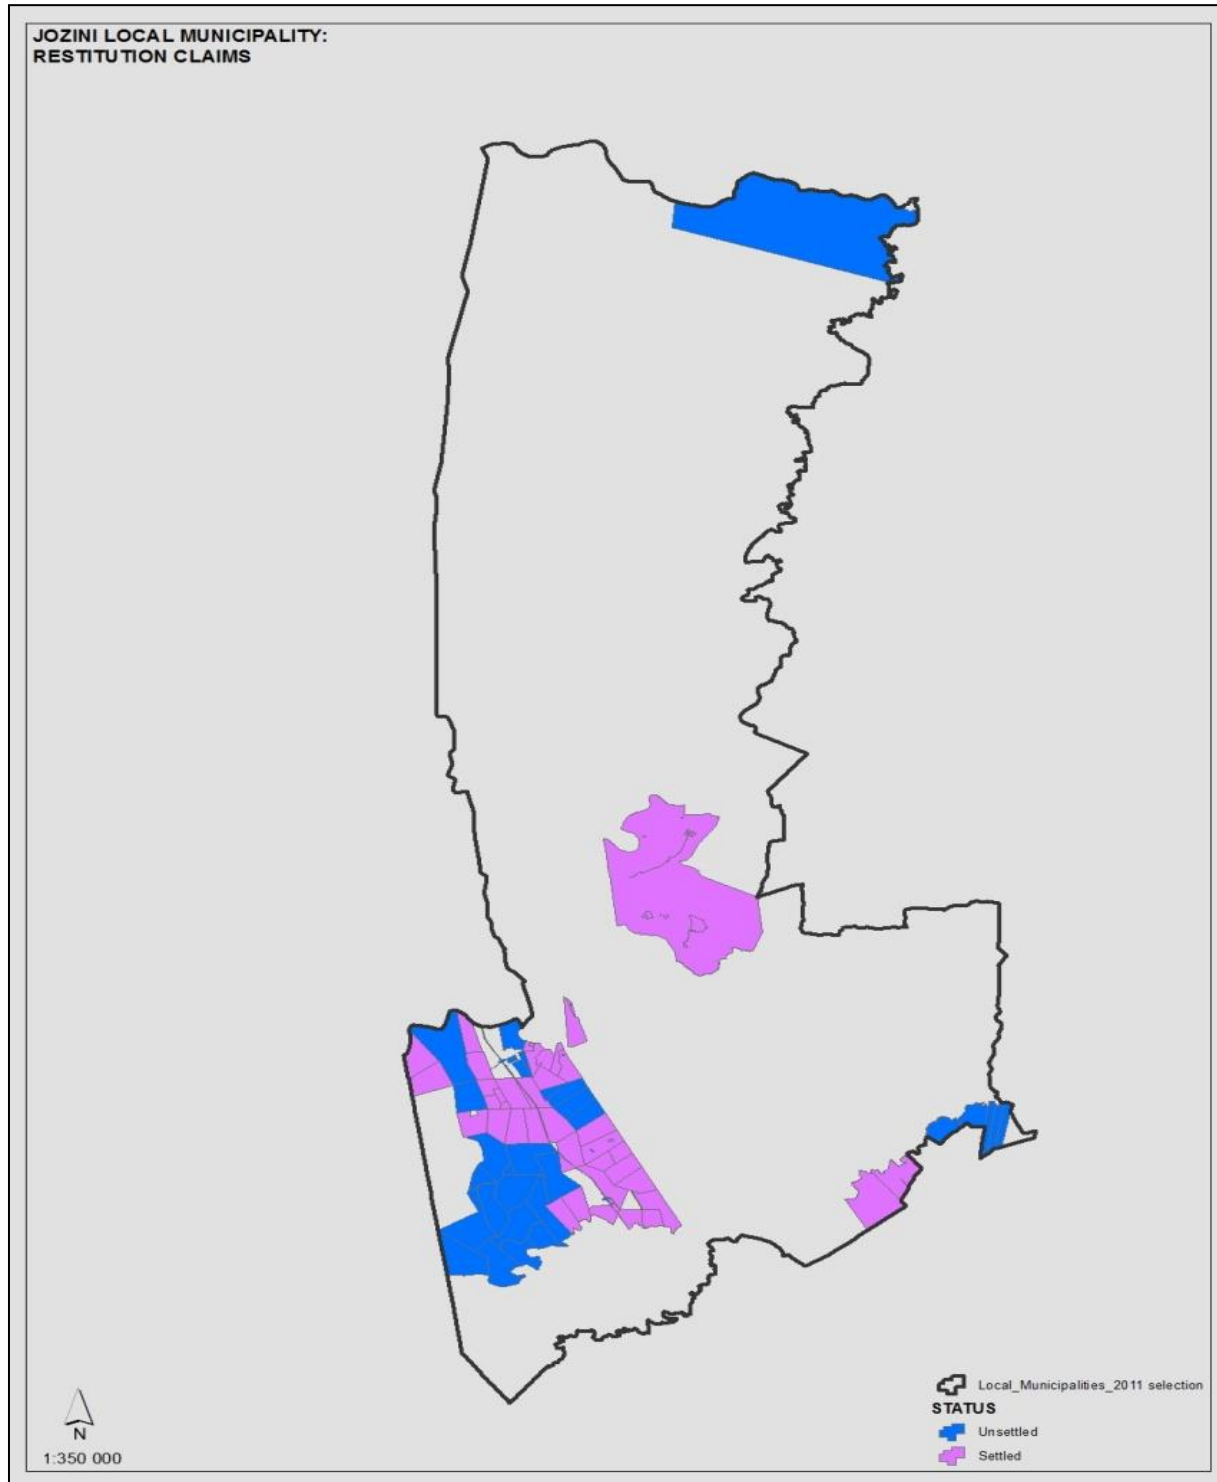 JOZINI LOCAL MUNICIPALITY:
RESTITUTION CLAIMS
N
1:350 000
Local_Municipalities_2011 selection
STATUS
Unsettled
Settled